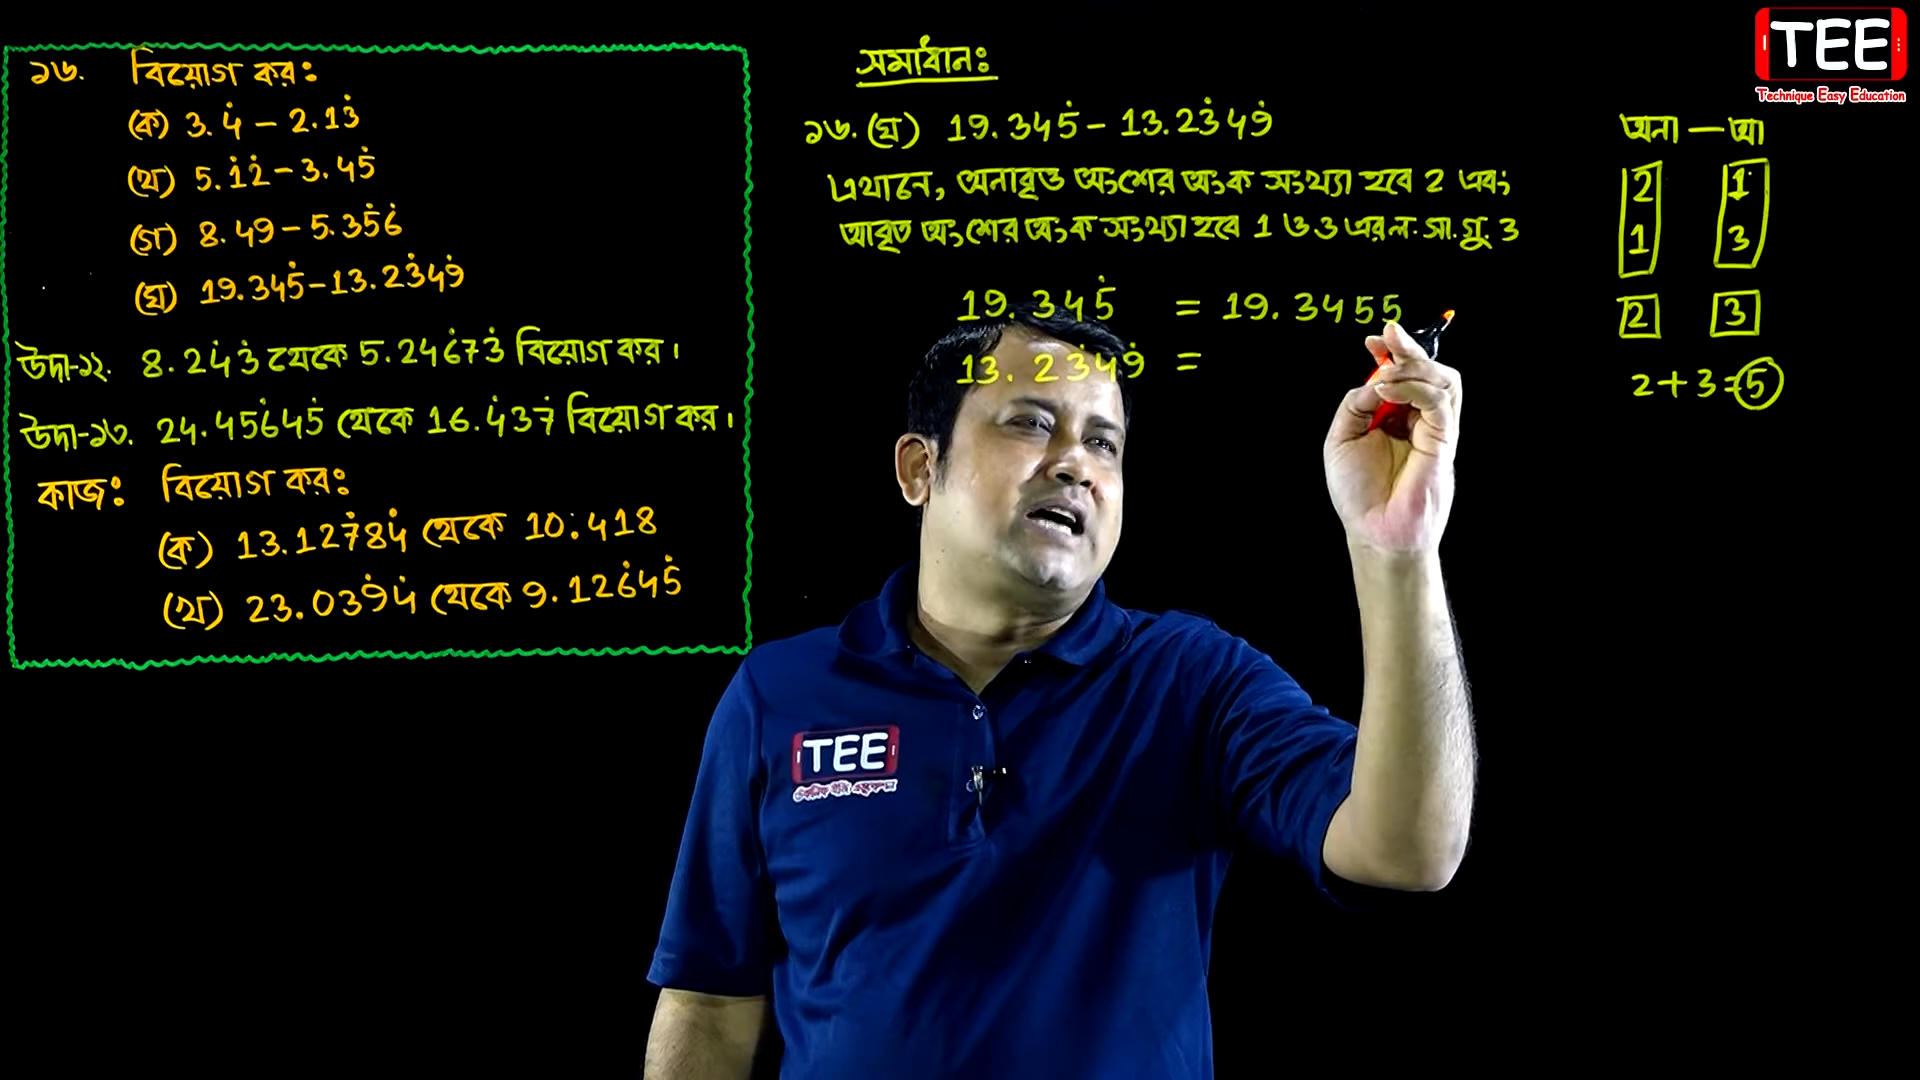 ১৬. বিয়োগ কর:
(ক) 3.4̇ – 2.13̇
(খ) 5.1̇2̇ – 3.45̇
(গ) 8.49 – 5.35̇6̇
(ঘ) 19.345̇ – 13.23̇49̇
উদা-১২. 8.24̇3̇ থেকে 5.246̇73̇ বিয়োগ কর।
উদা-১৩. 24.456̇45̇ থেকে 16.4̇37̇ বিয়োগ কর।
কাজ: বিয়োগ কর:
(ক) 13.127̇84̇ থেকে 10.418
(খ) 23.039̇4̇ থেকে 9.126̇45̇
সমাধান:
১৬. (ঘ) 19.345̇ – 13.23̇49̇
এখানে, অনাবৃত অংশের অংক সংখ্যা হবে 2 এবং
আবৃত অংশের অংক সংখ্যা হবে 1 ও 3 এর ল. সা. গু. 3
19.345̇ = 19.3455
13.23̇49̇ =
অনা — আ
2 1
1 3
2 3
2+3=5
TEE
Technique Easy Education
TEE